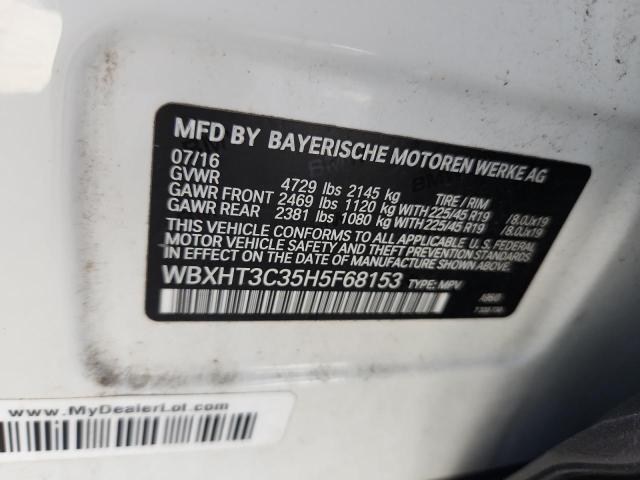 MFD BY BAYERISCHE MOTOREN WERKE AG
07/16
GVWR 4729 lbs 2145 kg TIRE / RIM
GAWR FRONT 2469 lbs 1120 kg WITH 225/45 R19 /8.0Jx19
GAWR REAR 2381 lbs 1080 kg WITH 225/45 R19 /8.0Jx19
THIS VEHICLE CONFORMS TO ALL APPLICABLE U.S. FEDERAL
MOTOR VEHICLE SAFETY AND THEFT PREVENTION STANDARDS
IN EFFECT ON THE DATE OF MANUFACTURE SHOWN ABOVE.
WBXHT3C35H5F68153 TYPE: MPV
www.MyDealerLot.com